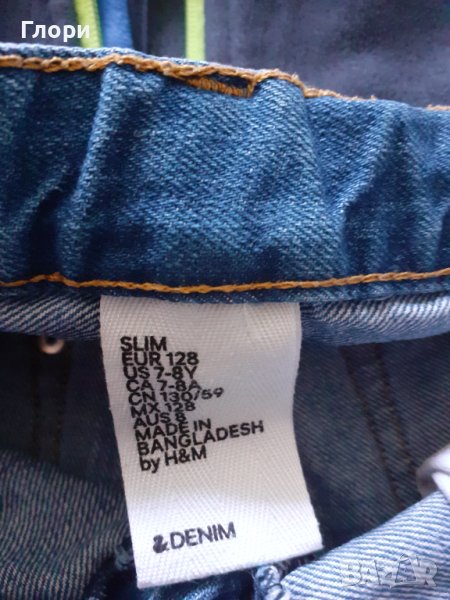 Глори
SLIM
EUR 128
US 7-8Y
CA 7-8A
CN 130/59
MX 128
AUS 8
MADE IN
BANGLADESH
by H&M
&DENIM
BAZAR